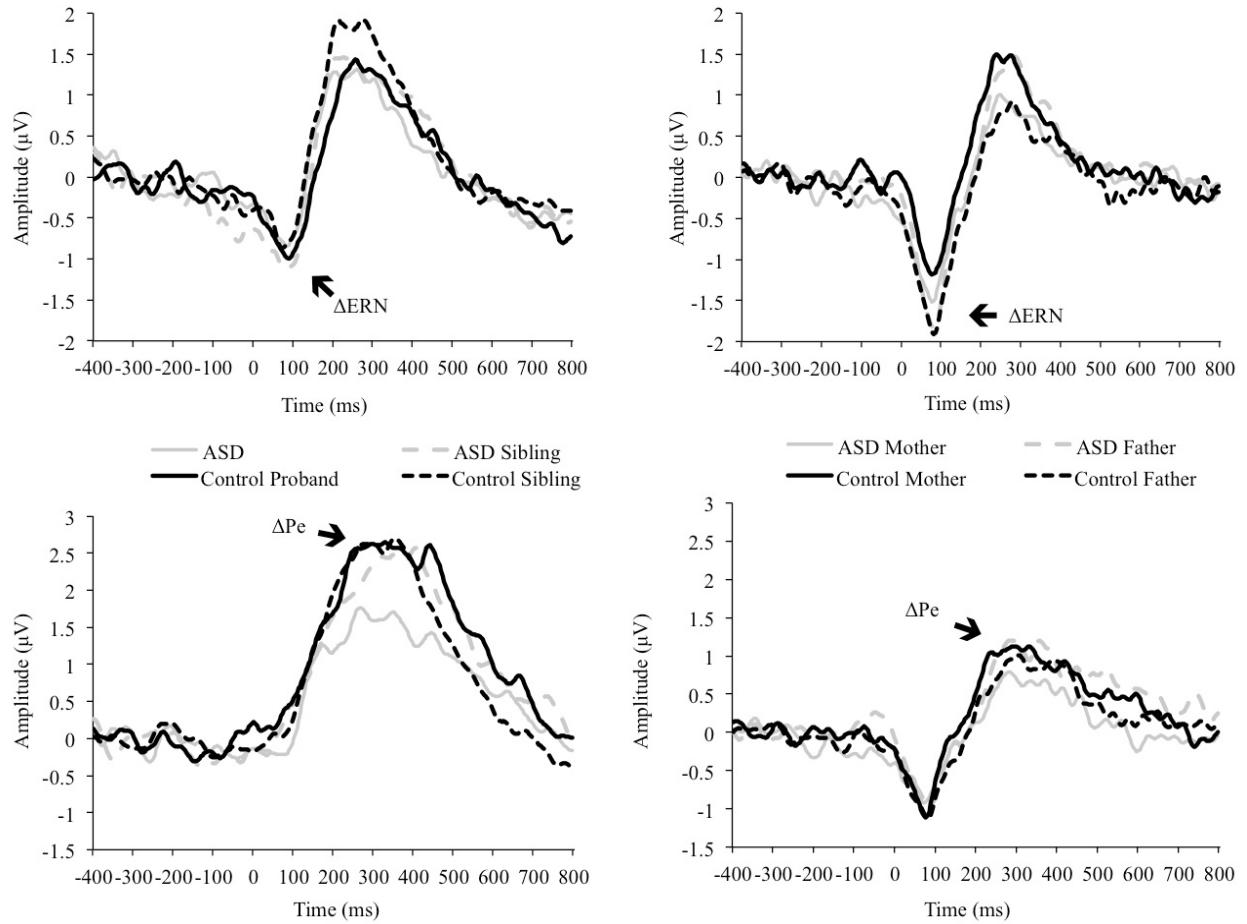 2
1.5
1
0.5
0
-0.5
-1
-1.5
-2
Amplitude (µV)
-400-300-200-100 0 100 200 300 400 500 600 700 800
Time (ms)
ΔERN
2
1.5
1
0.5
0
-0.5
-1
-1.5
-2
Amplitude (µV)
-400-300-200-100 0 100 200 300 400 500 600 700 800
Time (ms)
ΔERN
ASD ASD Sibling
Control Proband Control Sibling
ASD Mother ASD Father
Control Mother Control Father
3
2.5
2
1.5
1
0.5
0
-0.5
-1
-1.5
Amplitude (µV)
-400-300-200-100 0 100 200 300 400 500 600 700 800
Time (ms)
ΔPe
3
2.5
2
1.5
1
0.5
0
-0.5
-1
-1.5
Amplitude (µV)
-400-300-200-100 0 100 200 300 400 500 600 700 800
Time (ms)
ΔPe